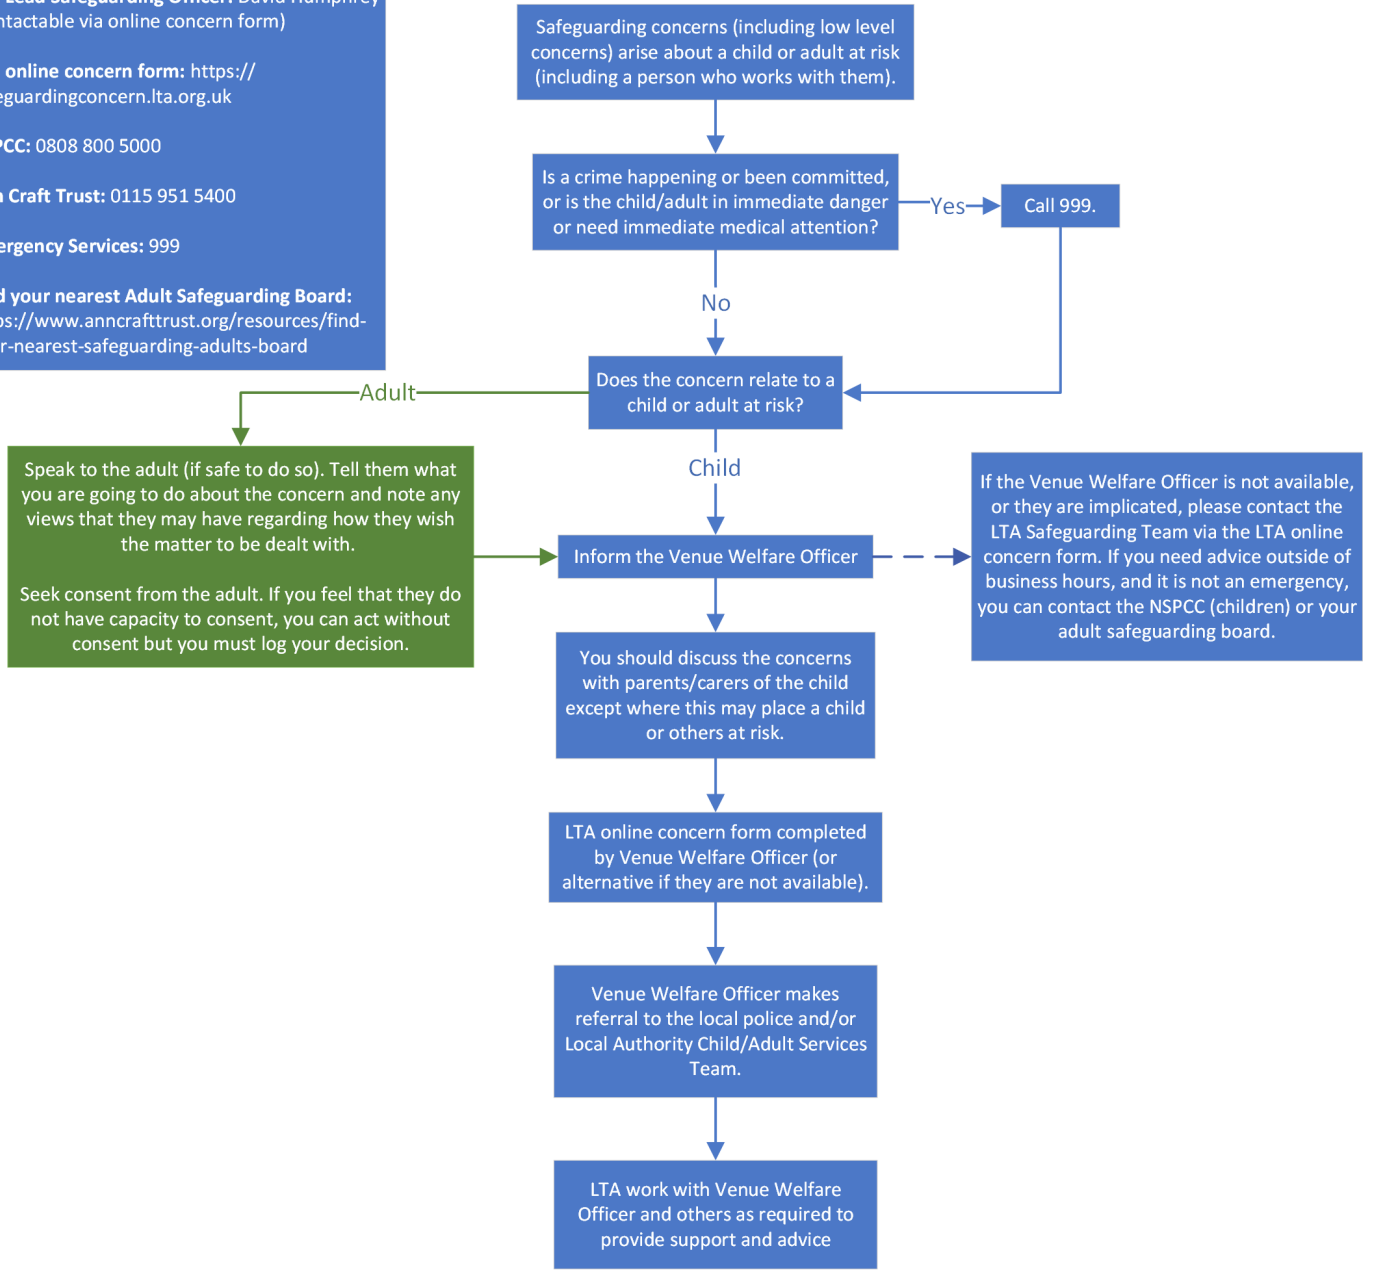 Lead Safeguarding Officer: David Humphrey
ntactable via online concern form)
online concern form: https://
eguardingconcern.lta.org.uk
PCC: 0808 800 5000
n Craft Trust: 0115 951 5400
ergency Services: 999
d your nearest Adult Safeguarding Board:
ps://www.anncrafttrust.org/resources/find-
r-nearest-safeguarding-adults-board
Safeguarding concerns (including low level
concerns) arise about a child or adult at risk
(including a person who works with them).
Is a crime happening or been committed,
or is the child/adult in immediate danger
or need immediate medical attention?
Yes
Call 999.
No
Does the concern relate to a
child or adult at risk?
Adult
Child
Speak to the adult (if safe to do so). Tell them what
you are going to do about the concern and note any
views that they may have regarding how they wish
the matter to be dealt with.
Seek consent from the adult. If you feel that they do
not have capacity to consent, you can act without
consent but you must log your decision.
Inform the Venue Welfare Officer
If the Venue Welfare Officer is not available,
or they are implicated, please contact the
LTA Safeguarding Team via the LTA online
concern form. If you need advice outside of
business hours, and it is not an emergency,
you can contact the NSPCC (children) or your
adult safeguarding board.
You should discuss the concerns
with parents/carers of the child
except where this may place a child
or others at risk.
LTA online concern form completed
by Venue Welfare Officer (or
alternative if they are not available).
Venue Welfare Officer makes
referral to the local police and/or
Local Authority Child/Adult Services
Team.
LTA work with Venue Welfare
Officer and others as required to
provide support and advice